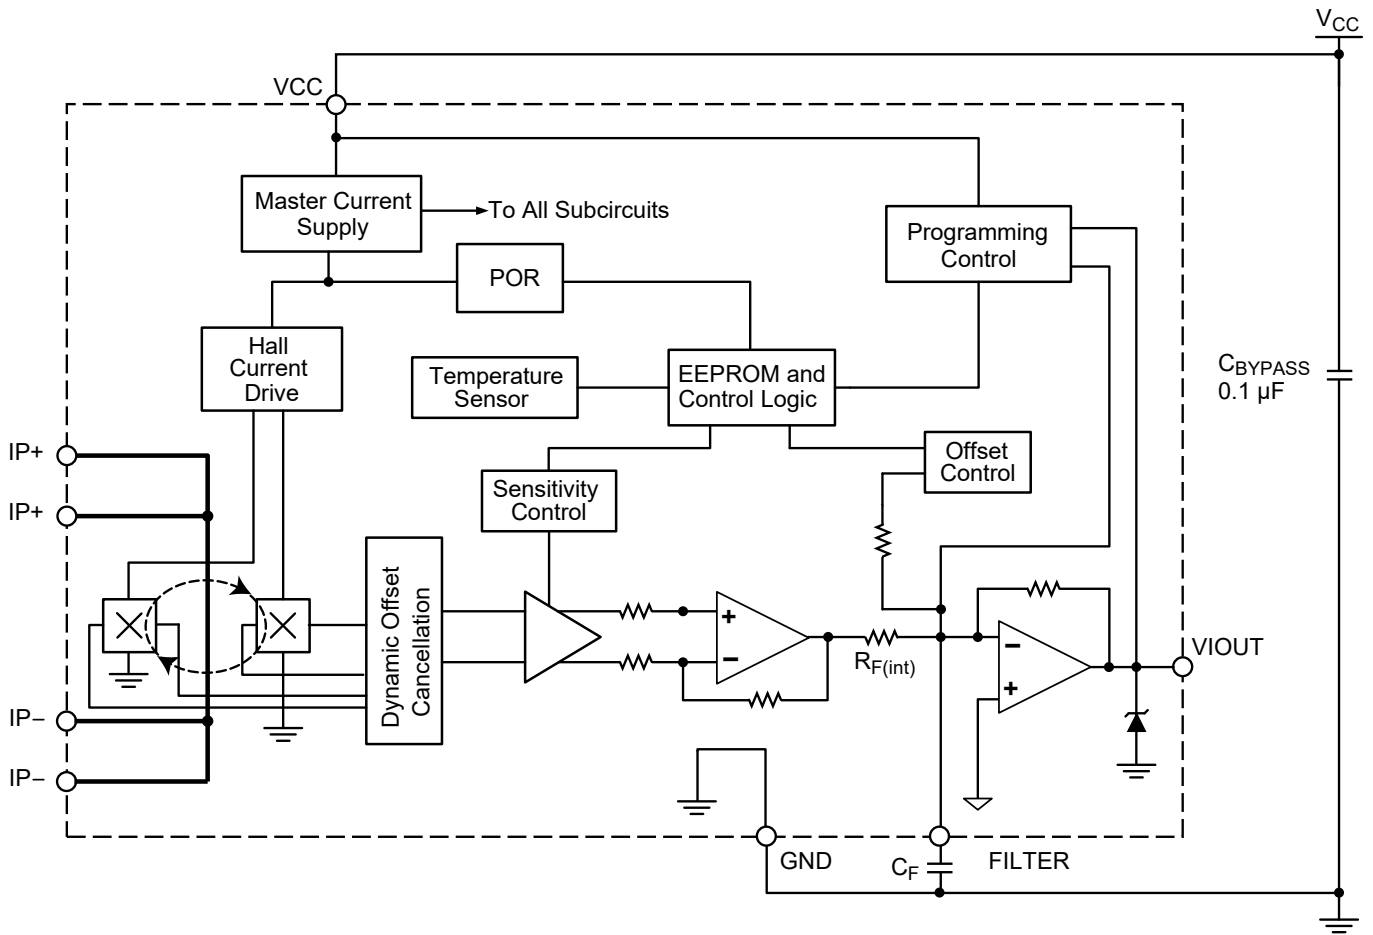 VCC
VCC
Master Current
Supply
To All Subcircuits
Programming
Control
POR
Hall
Current
Drive
Temperature
Sensor
EEPROM and
Control Logic
CBYPASS
0.1 µF
Offset
Control
Sensitivity
Control
IP+
IP+
IP−
IP−
Dynamic Offset
Cancellation
+
−
RF(int)
−
+
VIOUT
GND
CF
FILTER